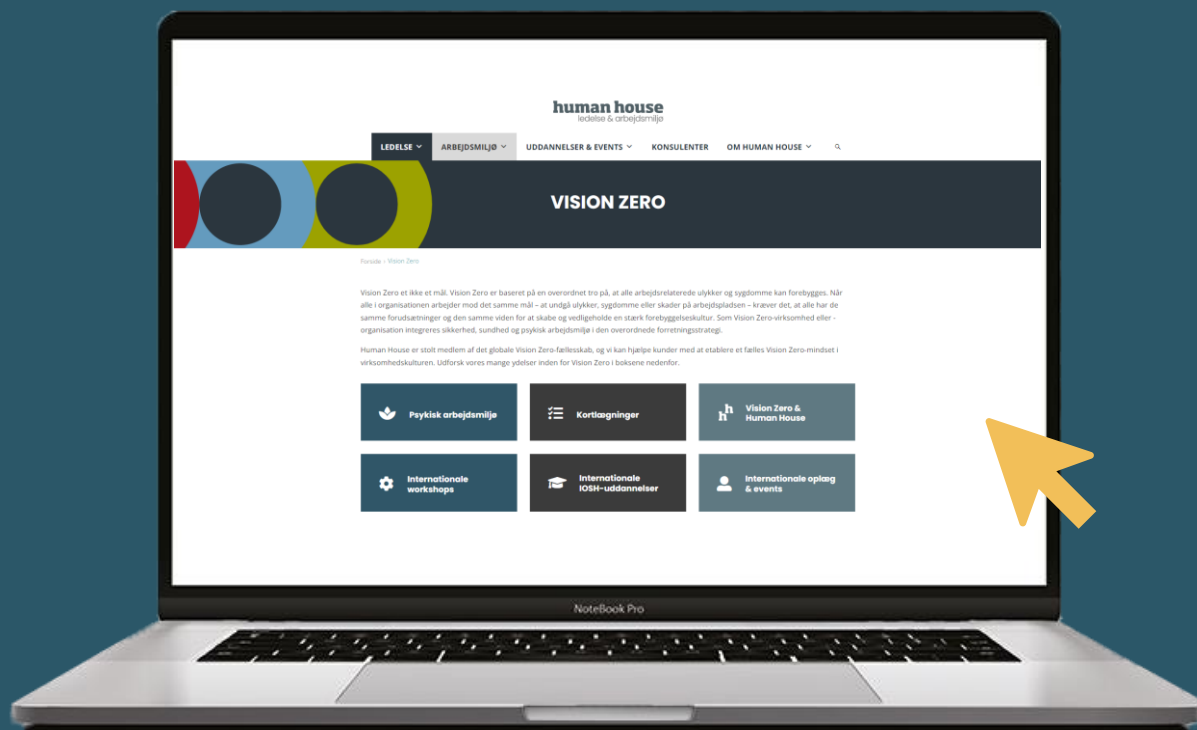 human house
ledelse & arbejdsmiljø
LEDELSE ARBEJDSMILJØ UDDANNELSER & EVENTS KONSULENTER OM HUMAN HOUSE
VISION ZERO
Forside › Vision Zero
Vision Zero et ikke et mål. Vision Zero er baseret på en overordnet tro på, at alle arbejdsrelaterede ulykker og sygdomme kan forebygges. Når
alle i organisationen arbejder mod det samme mål – at undgå ulykker, sygdomme eller skader på arbejdspladsen – kræver det, at alle har de
samme forudsætninger og den samme viden for at skabe og vedligeholde en stærk forebyggelseskultur. Som Vision Zero-virksomhed eller -
organisation integreres sikkerhed, sundhed og psykisk arbejdsmiljø i den overordnede forretningsstrategi.
Human House er stolt medlem af det globale Vision Zero-fællesskab, og vi kan hjælpe kunder med at etablere et fælles Vision Zero-mindset i
virksomhedskulturen. Udforsk vores mange ydelser inden for Vision Zero i boksene nedenfor.
Psykisk arbejdsmiljø
Kortlægninger
hh
Vision Zero &
Human House
Internationale
workshops
Internationale
IOSH-uddannelser
Internationale oplæg
& events
NoteBook Pro